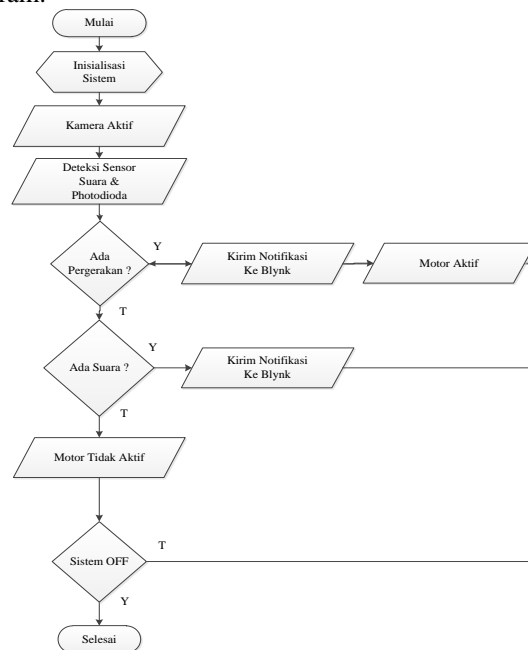 Mulai
Inisialisasi
Sistem
Kamera Aktif
Deteksi Sensor
Suara &
Photodioda
Ada
Pergerakan ?
Y
Kirim Notifikasi
Ke Blynk
Motor Aktif
T
Ada Suara ?
Y
Kirim Notifikasi
Ke Blynk
T
Motor Tidak Aktif
Sistem OFF
T
Y
Selesai